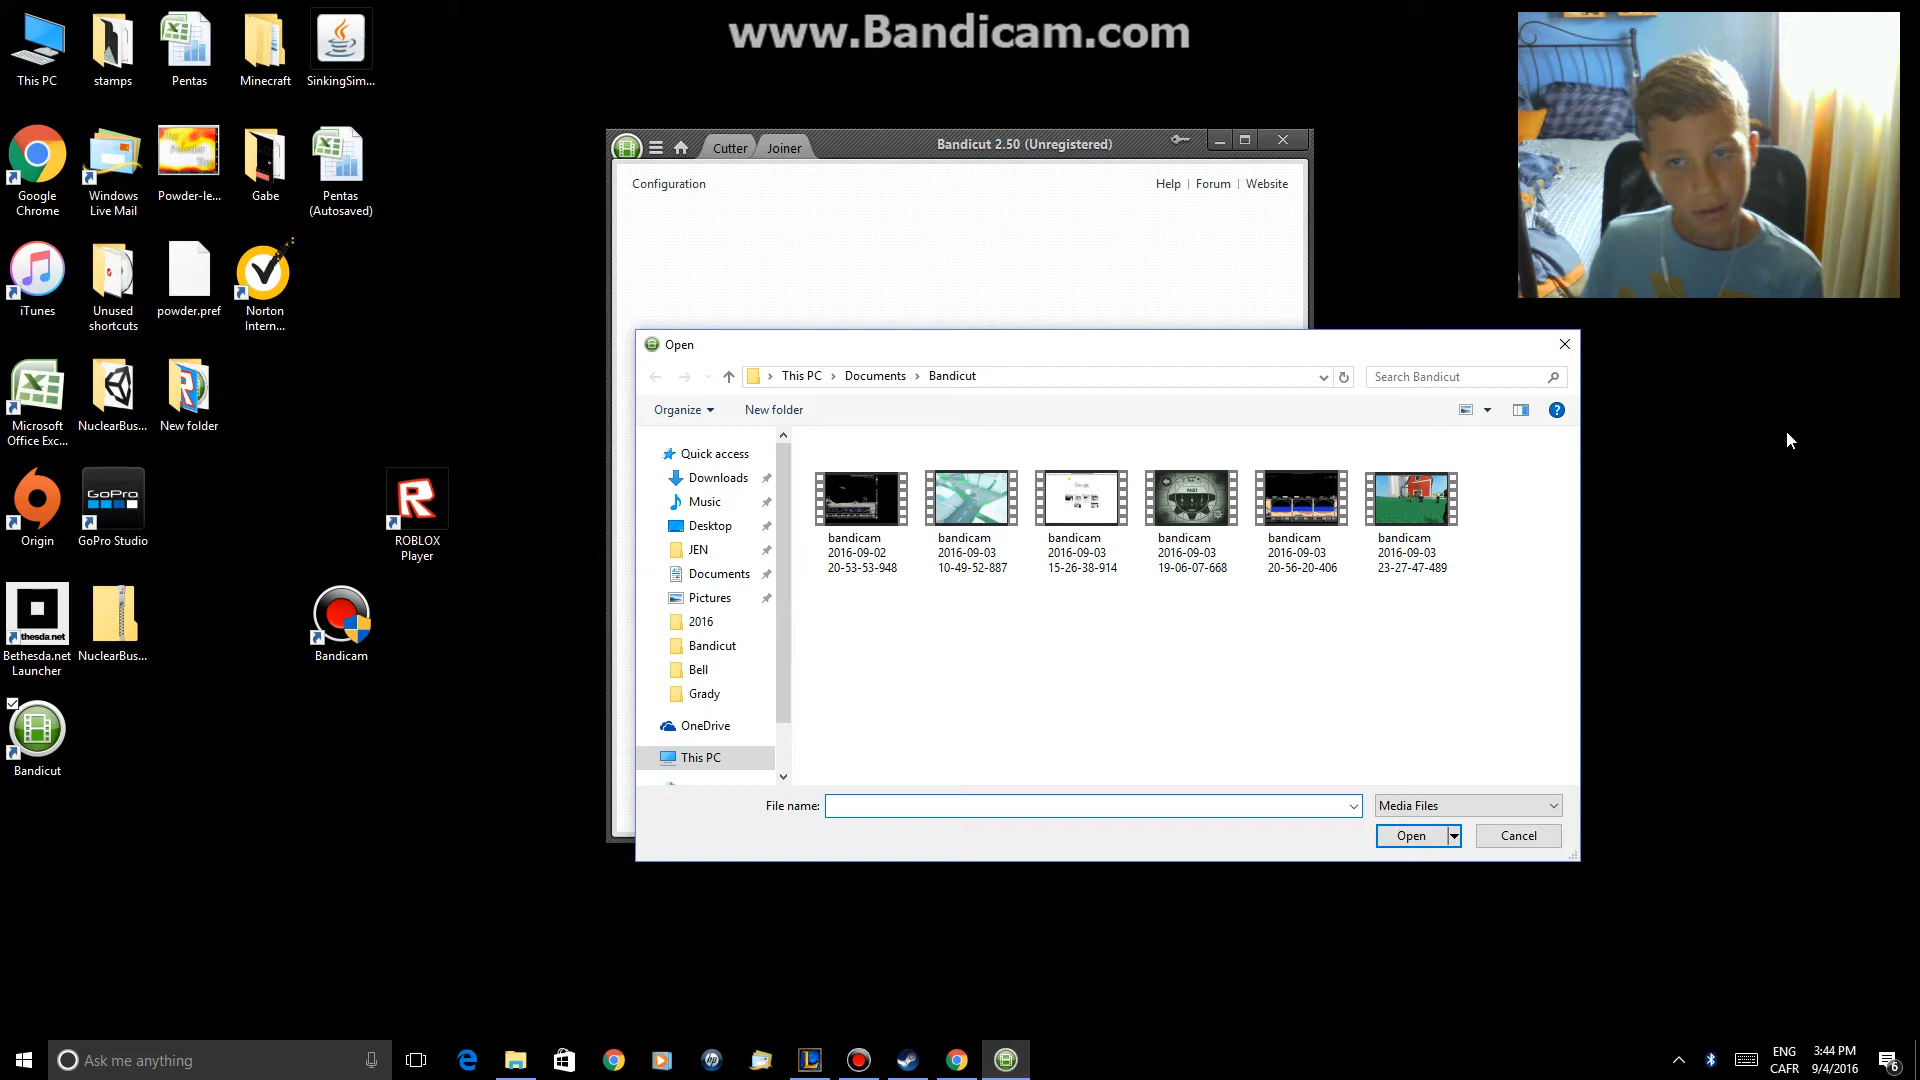 www.Bandicam.com
This PC
stamps
Pentas
Minecraft
SinkingSim...
Google
Chrome
Windows
Live Mail
Powder-le...
Gabe
Pentas
(Autosaved)
iTunes
Unused
shortcuts
powder.pref
Norton
Intern...
Microsoft
Office Exc...
NuclearBus...
New folder
Origin
GoPro
GoPro Studio
ROBLOX
Player
thesda.net
Bethesda.net
Launcher
NuclearBus...
Bandicam
Bandicut
Cutter
Joiner
Bandicut 2.50 (Unregistered)
Configuration
Help | Forum | Website
Open
This PC > Documents > Bandicut
Search Bandicut
Organize
New folder
Quick access
Downloads
Music
Desktop
JEN
Documents
Pictures
2016
Bandicut
Bell
Grady
OneDrive
This PC
bandicam
2016-09-02
20-53-53-948
bandicam
2016-09-03
10-49-52-887
bandicam
2016-09-03
15-26-38-914
bandicam
2016-09-03
19-06-07-668
bandicam
2016-09-03
20-56-20-406
bandicam
2016-09-03
23-27-47-489
File name:
Media Files
Open
Cancel
Ask me anything
ENG
CAFR
3:44 PM
9/4/2016
6